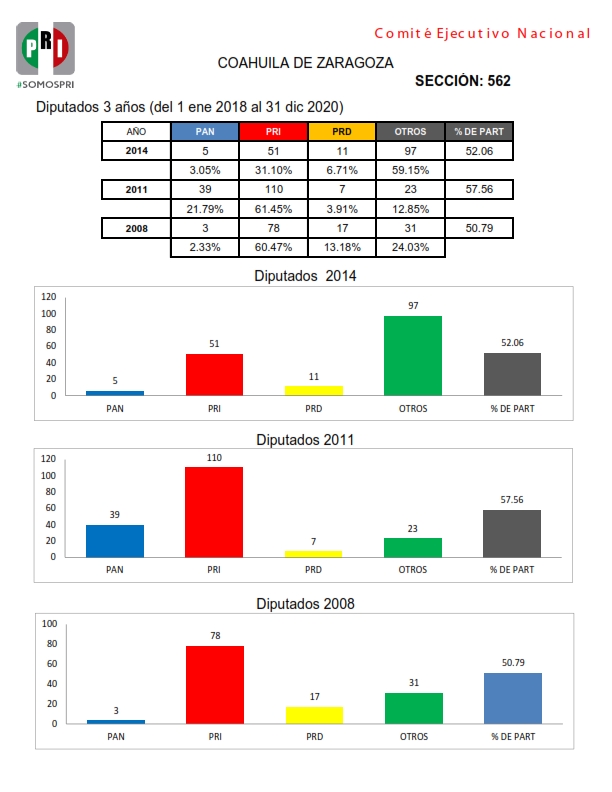 Comité Ejecutivo Nacional
PRI
#SOMOSPRI
COAHUILA DE ZARAGOZA
SECCIÓN: 562
Diputados 3 años (del 1 ene 2018 al 31 dic 2020)
AÑO PAN PRI PRD OTROS % DE PART
2014 5 51 11 97 52.06
3.05% 31.10% 6.71% 59.15%
2011 39 110 7 23 57.56
21.79% 61.45% 3.91% 12.85%
2008 3 78 17 31 50.79
2.33% 60.47% 13.18% 24.03%
Diputados 2014
120
100
80
60
40
20
0
5 51 11 97 52.06
PAN PRI PRD OTROS % DE PART
Diputados 2011
120
100
80
60
40
20
0
39 110 7 23 57.56
PAN PRI PRD OTROS % DE PART
Diputados 2008
100
80
60
40
20
0
3 78 17 31 50.79
PAN PRI PRD OTROS % DE PART